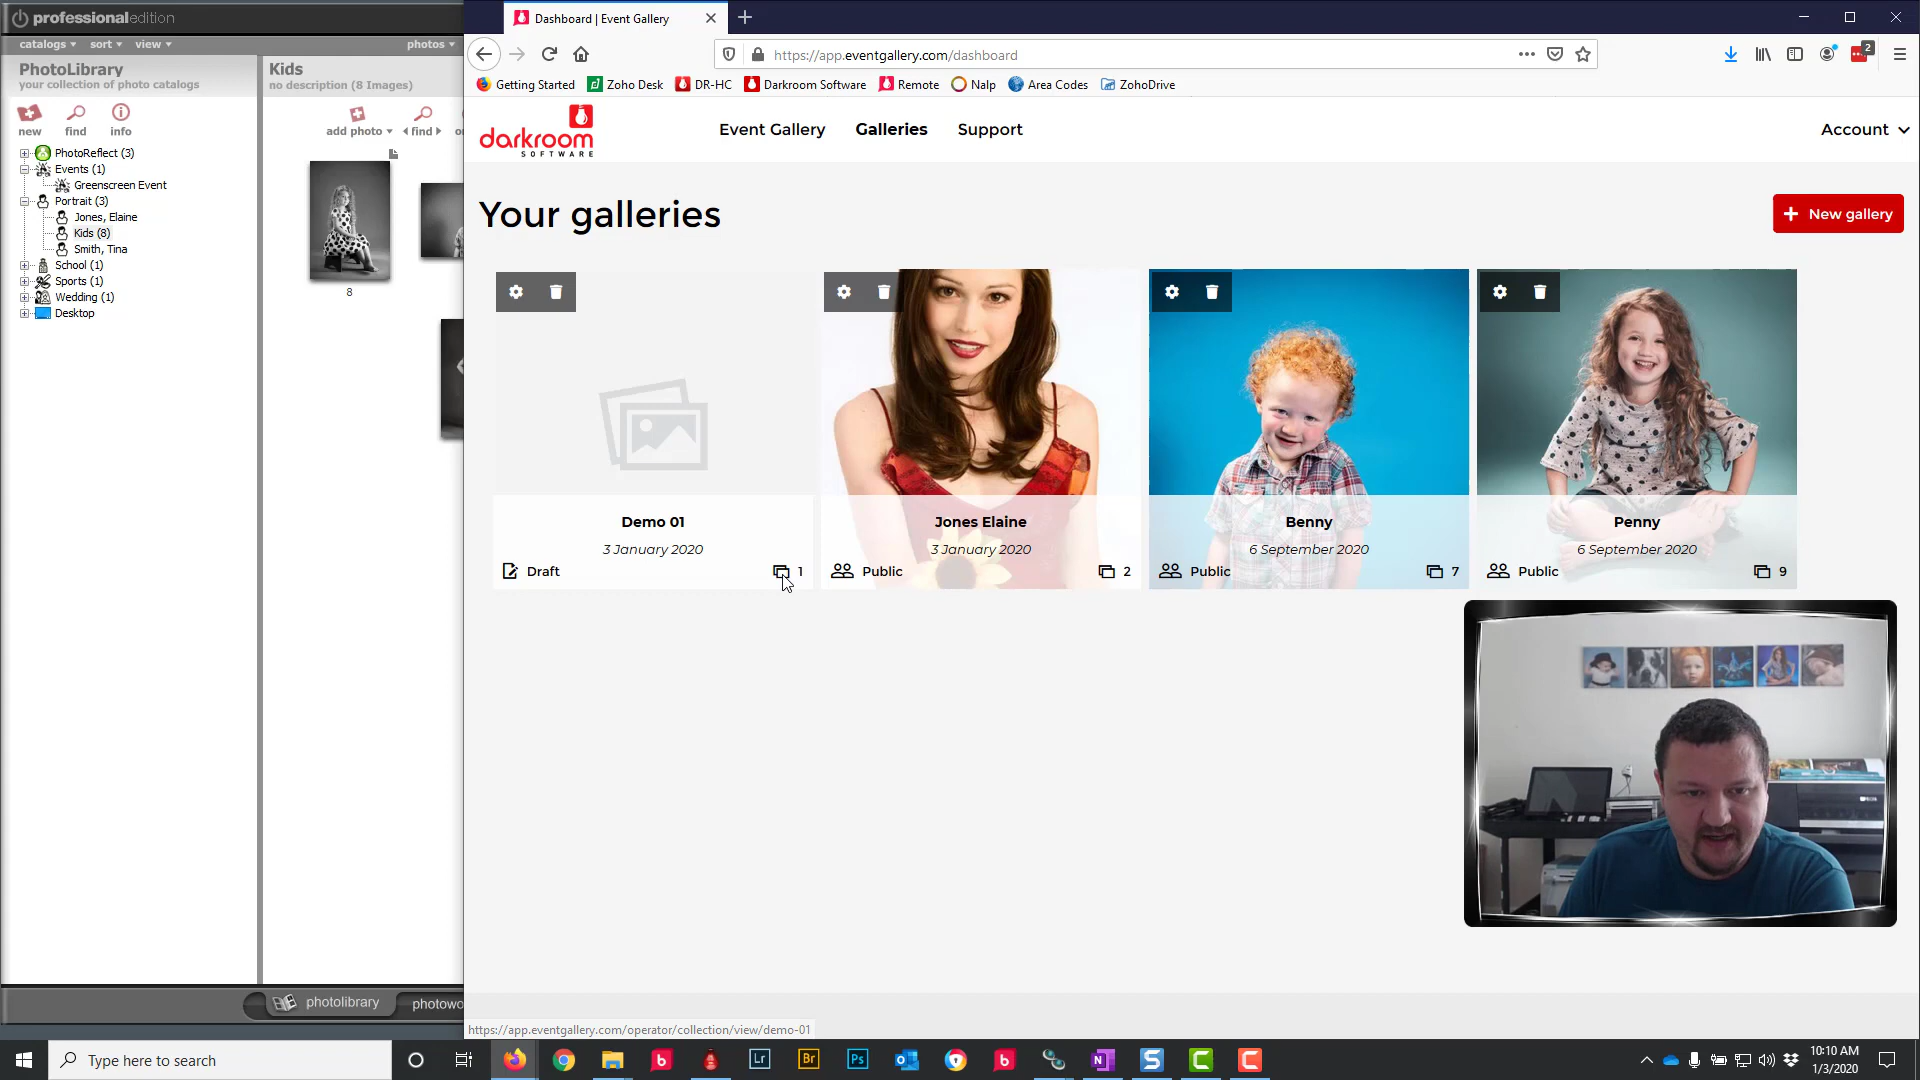 professionaledition
catalogs sort view photos
PhotoLibrary
your collection of photo catalogs
new find info
PhotoReflect (3)
Events (1)
Greenscreen Event
Portrait (3)
Jones, Elaine
Kids (8)
Smith, Tina
School (1)
Sports (1)
Wedding (1)
Desktop
Kids
no description (8 Images)
add photo find
8
photolibrary photowo
Dashboard | Event Gallery
https://app.eventgallery.com/dashboard
2
Getting Started Zoho Desk DR-HC Darkroom Software Remote Nalp Area Codes ZohoDrive
darkroom
SOFTWARE
Event Gallery Galleries Support Account
Your galleries
+ New gallery
Demo 01
3 January 2020
Draft 1
Jones Elaine
3 January 2020
Public 2
Benny
6 September 2020
Public 7
Penny
6 September 2020
Public 9
https://app.eventgallery.com/operator/collection/view/demo-01
Type here to search
Lr Br Ps
10:10 AM
1/3/2020